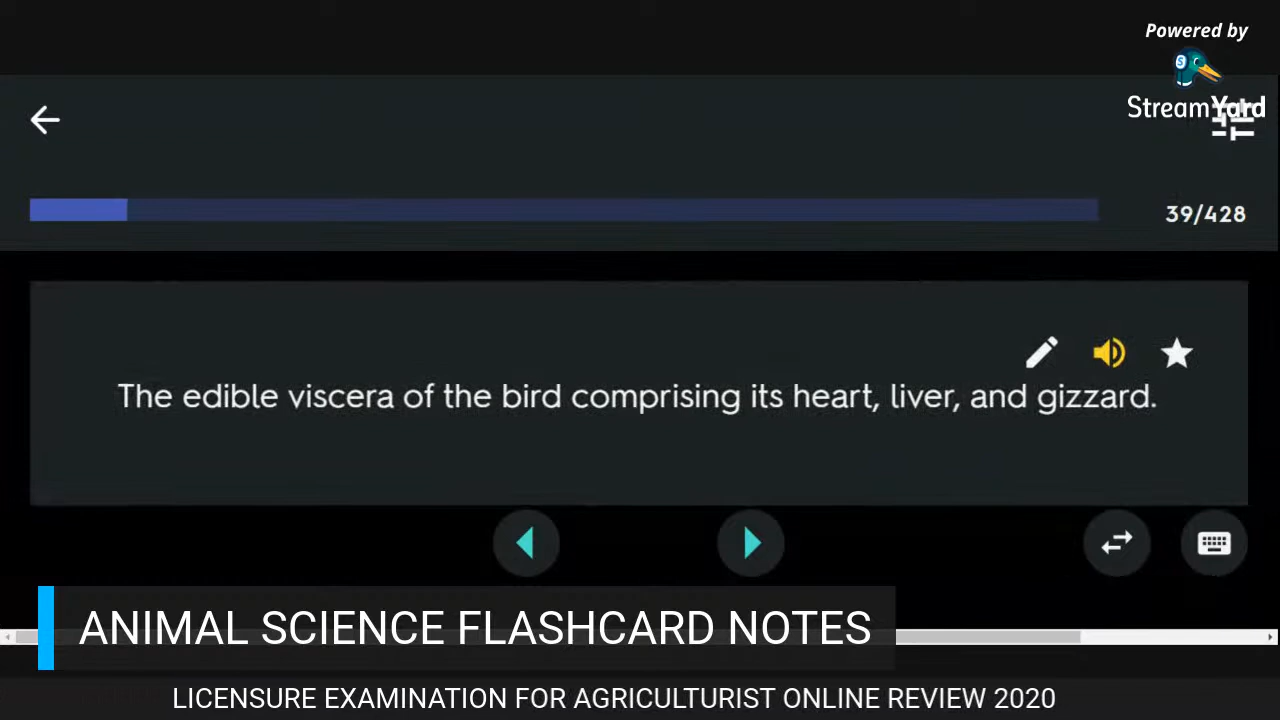 Powered by
StreamYard
39/428
The edible viscera of the bird comprising its heart, liver, and gizzard.
ANIMAL SCIENCE FLASHCARD NOTES
LICENSURE EXAMINATION FOR AGRICULTURIST ONLINE REVIEW 2020